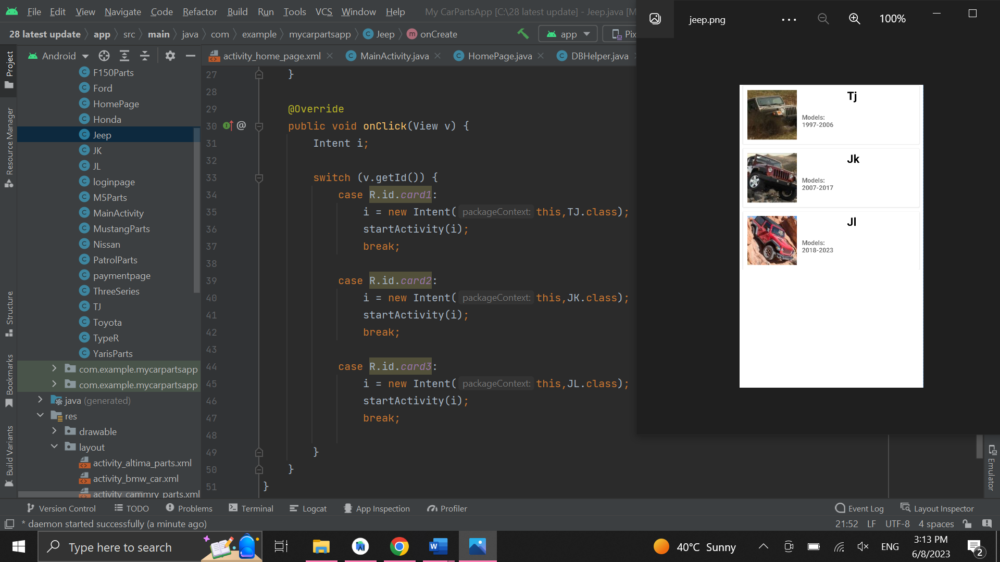 File Edit View Navigate Code Refactor Build Run Tools VCS Window Help My CarPartsApp [C:\28 latest update] - Jeep.java [M
28 latest update app src main java com example mycarpartsapp Jeep onCreate app Pix
Android
activity_home_page.xml MainActivity.java HomePage.java DBHelper.java
Project
Resource Manager
Structure
Bookmarks
Build Variants
F150Parts
Ford
HomePage
Honda
Jeep
JK
JL
loginpage
M5Parts
MainActivity
MustangParts
Nissan
PatrolParts
paymentpage
ThreeSeries
TJ
Toyota
TypeR
YarisParts
com.example.mycarpartsapp
com.example.mycarpartsapp
java (generated)
res
drawable
layout
activity_altima_parts.xml
activity_bmw_car.xml
activity_cammry_parts.xml
27 }
28
29 @Override
30 @ public void onClick(View v) {
31 Intent i;
32
33 switch (v.getId()) {
34 case R.id.card1:
35 i = new Intent( packageContext: this,TJ.class);
36 startActivity(i);
37 break;
38
39 case R.id.card2:
40 i = new Intent( packageContext: this,JK.class);
41 startActivity(i);
42 break;
43
44 case R.id.card3:
45 i = new Intent( packageContext: this,JL.class);
46 startActivity(i);
47 break;
48
49 }
50 }
51 }
jeep.png
100%
Tj
Models:
1997-2006
Jk
Models:
2007-2017
Jl
Models:
2018-2023
Emulator
Version Control TODO Problems Terminal Logcat App Inspection Profiler Event Log Layout Inspector
* daemon started successfully (a minute ago) 21:52 LF UTF-8 4 spaces
Type here to search
40°C Sunny
ENG
3:13 PM
6/8/2023
2